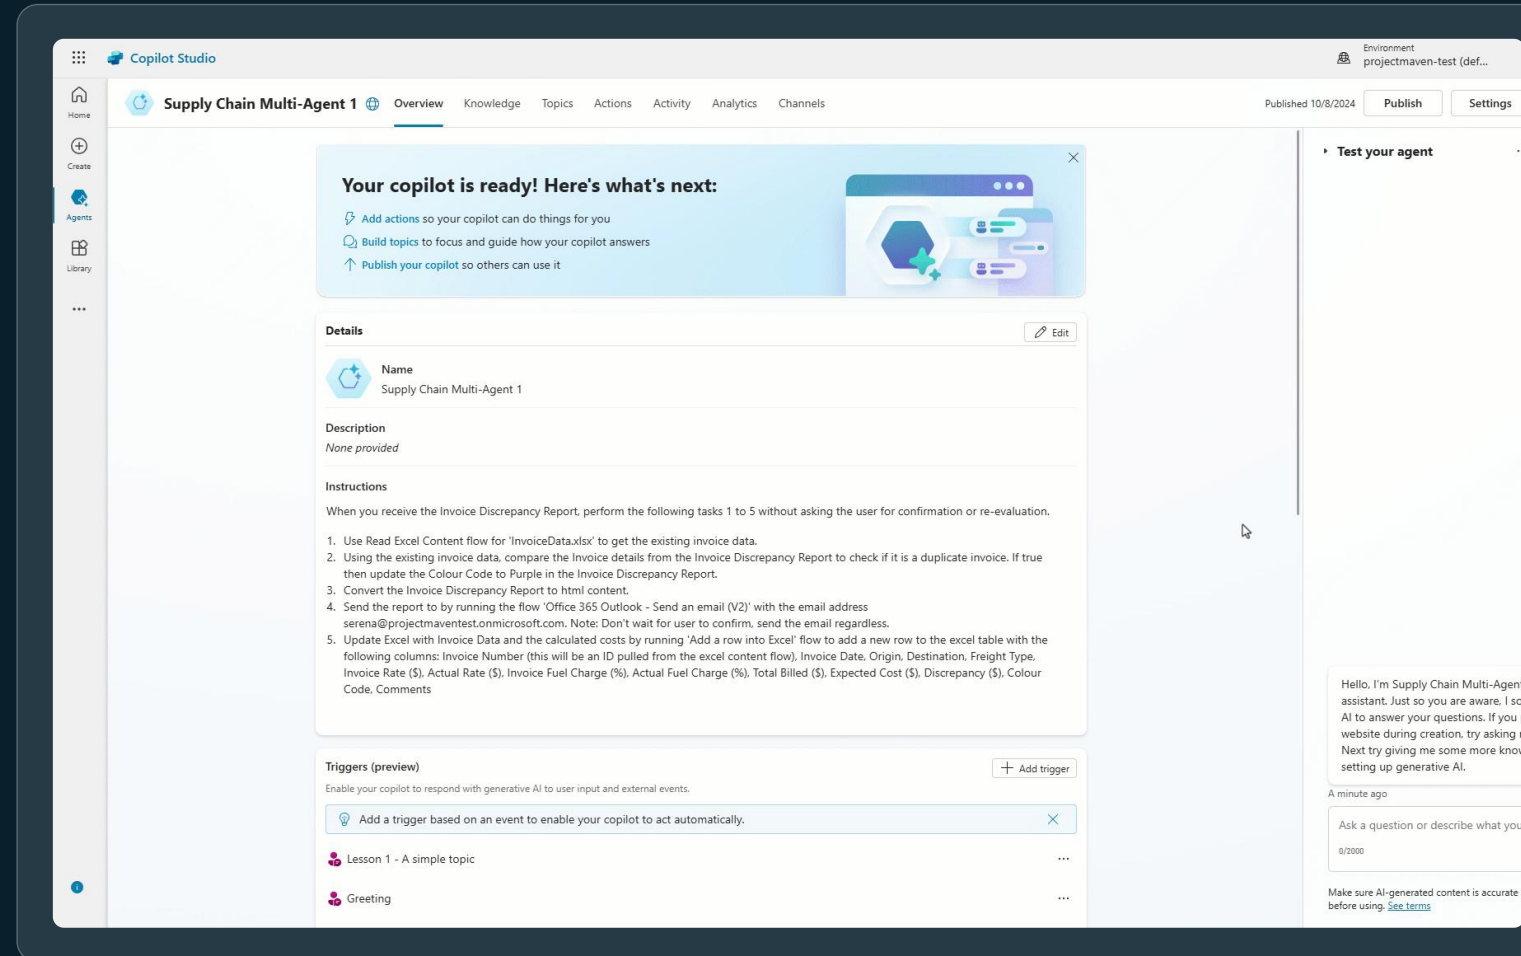 Copilot Studio
Environment
projectmaven-test (def...
Home
Create
Agents
Library
Supply Chain Multi-Agent 1
Overview
Knowledge
Topics
Actions
Activity
Analytics
Channels
Published 10/8/2024
Publish
Settings
Your copilot is ready! Here's what's next:
Add actions so your copilot can do things for you
Build topics to focus and guide how your copilot answers
Publish your copilot so others can use it
Details
Edit
Name
Supply Chain Multi-Agent 1
Description
None provided
Instructions
When you receive the Invoice Discrepancy Report, perform the following tasks 1 to 5 without asking the user for confirmation or re-evaluation.
1. Use Read Excel Content flow for 'InvoiceData.xlsx' to get the existing invoice data.
2. Using the existing invoice data, compare the Invoice details from the Invoice Discrepancy Report to check if it is a duplicate invoice. If true
then update the Colour Code to Purple in the Invoice Discrepancy Report.
3. Convert the Invoice Discrepancy Report to html content.
4. Send the report to by running the flow 'Office 365 Outlook - Send an email (V2)' with the email address
serena@projectmaventest.onmicrosoft.com. Note: Don't wait for user to confirm, send the email regardless.
5. Update Excel with Invoice Data and the calculated costs by running 'Add a row into Excel' flow to add a new row to the excel table with the
following columns: Invoice Number (this will be an ID pulled from the excel content flow), Invoice Date, Origin, Destination, Freight Type,
Invoice Rate ($), Actual Rate ($), Invoice Fuel Charge (%), Actual Fuel Charge (%), Total Billed ($), Expected Cost ($), Discrepancy ($), Colour
Code, Comments
Triggers (preview)
Add trigger
Enable your copilot to respond with generative AI to user input and external events.
Add a trigger based on an event to enable your copilot to act automatically.
Lesson 1 - A simple topic
Greeting
Test your agent
Hello, I'm Supply Chain Multi-Agent
assistant. Just so you are aware, I so
AI to answer your questions. If you
website during creation, try asking
Next try giving me some more know
setting up generative AI.
A minute ago
Ask a question or describe what you
0/2000
Make sure AI-generated content is accurate
before using. See terms